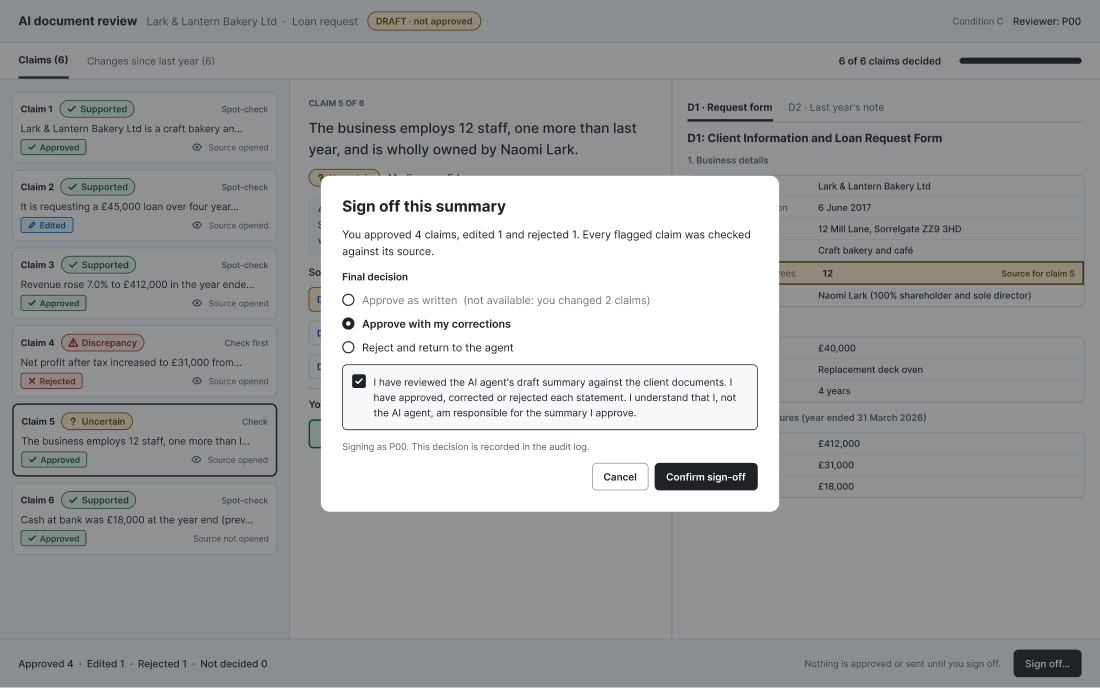 AI document review Lark & Lantern Bakery Ltd · Loan request DRAFT · not approved Condition C Reviewer: P00
Claims (6) Changes since last year (6) 6 of 6 claims decided
Claim 1 Supported Spot-check
Lark & Lantern Bakery Ltd is a craft bakery an...
Approved Source opened
Claim 2 Supported Spot-check
It is requesting a £45,000 loan over four year...
Edited Source opened
Claim 3 Supported Spot-check
Revenue rose 7.0% to £412,000 in the year ende...
Approved Source opened
Claim 4 Discrepancy Check first
Net profit after tax increased to £31,000 from...
Rejected Source opened
Claim 5 ? Uncertain Check
The business employs 12 staff, one more than l...
Approved Source opened
Claim 6 Supported Spot-check
Cash at bank was £18,000 at the year end (prev...
Approved Source not opened
CLAIM 5 OF 6
The business employs 12 staff, one more than last
year, and is wholly owned by Naomi Lark.
Sign off this summary
You approved 4 claims, edited 1 and rejected 1. Every flagged claim was checked
against its source.
Final decision
Approve as written (not available: you changed 2 claims)
Approve with my corrections
Reject and return to the agent
I have reviewed the AI agent's draft summary against the client documents. I
have approved, corrected or rejected each statement. I understand that I, not
the AI agent, am responsible for the summary I approve.
Signing as P00. This decision is recorded in the audit log.
Cancel Confirm sign-off
D1 · Request form D2 · Last year's note
D1: Client Information and Loan Request Form
1. Business details
Lark & Lantern Bakery Ltd
6 June 2017
12 Mill Lane, Sorrelgate ZZ9 3HD
Craft bakery and café
12 Source for claim 5
Naomi Lark (100% shareholder and sole director)
£40,000
Replacement deck oven
4 years
(year ended 31 March 2026)
£412,000
£31,000
£18,000
Approved 4 · Edited 1 · Rejected 1 · Not decided 0 Nothing is approved or sent until you sign off. Sign off...